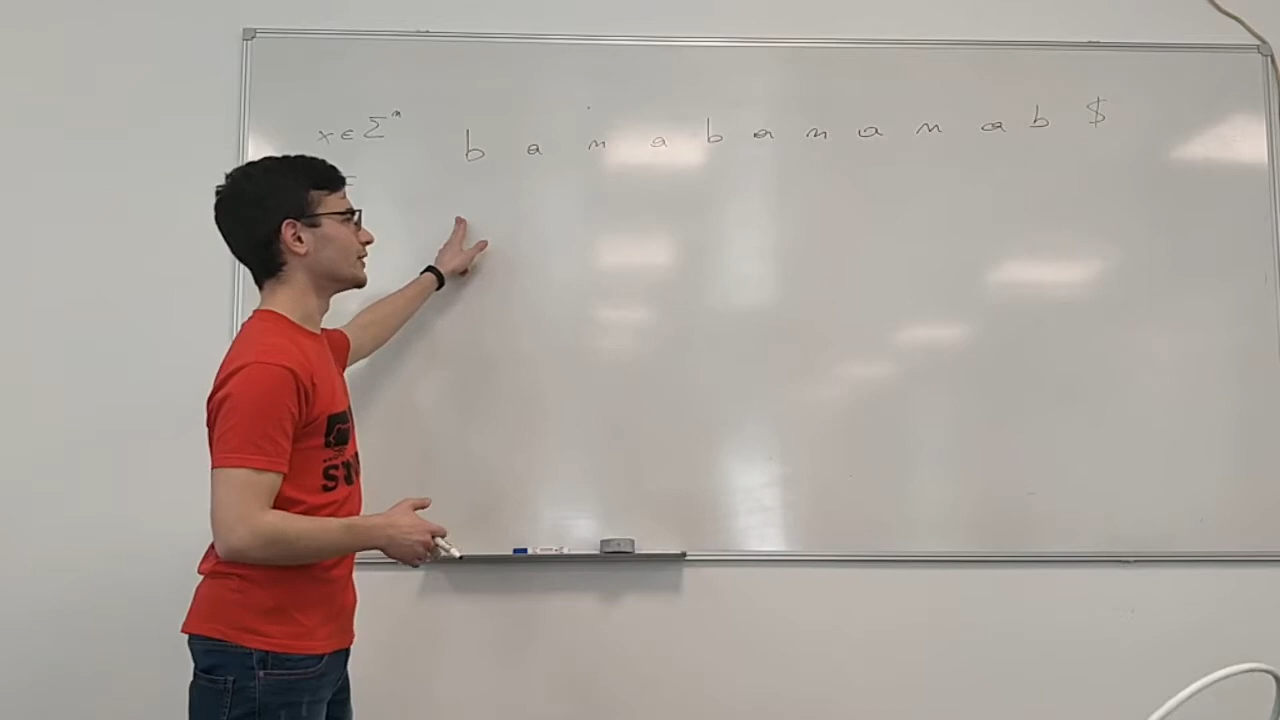 x ∈ Σⁿ b a n a b a n a n a b $